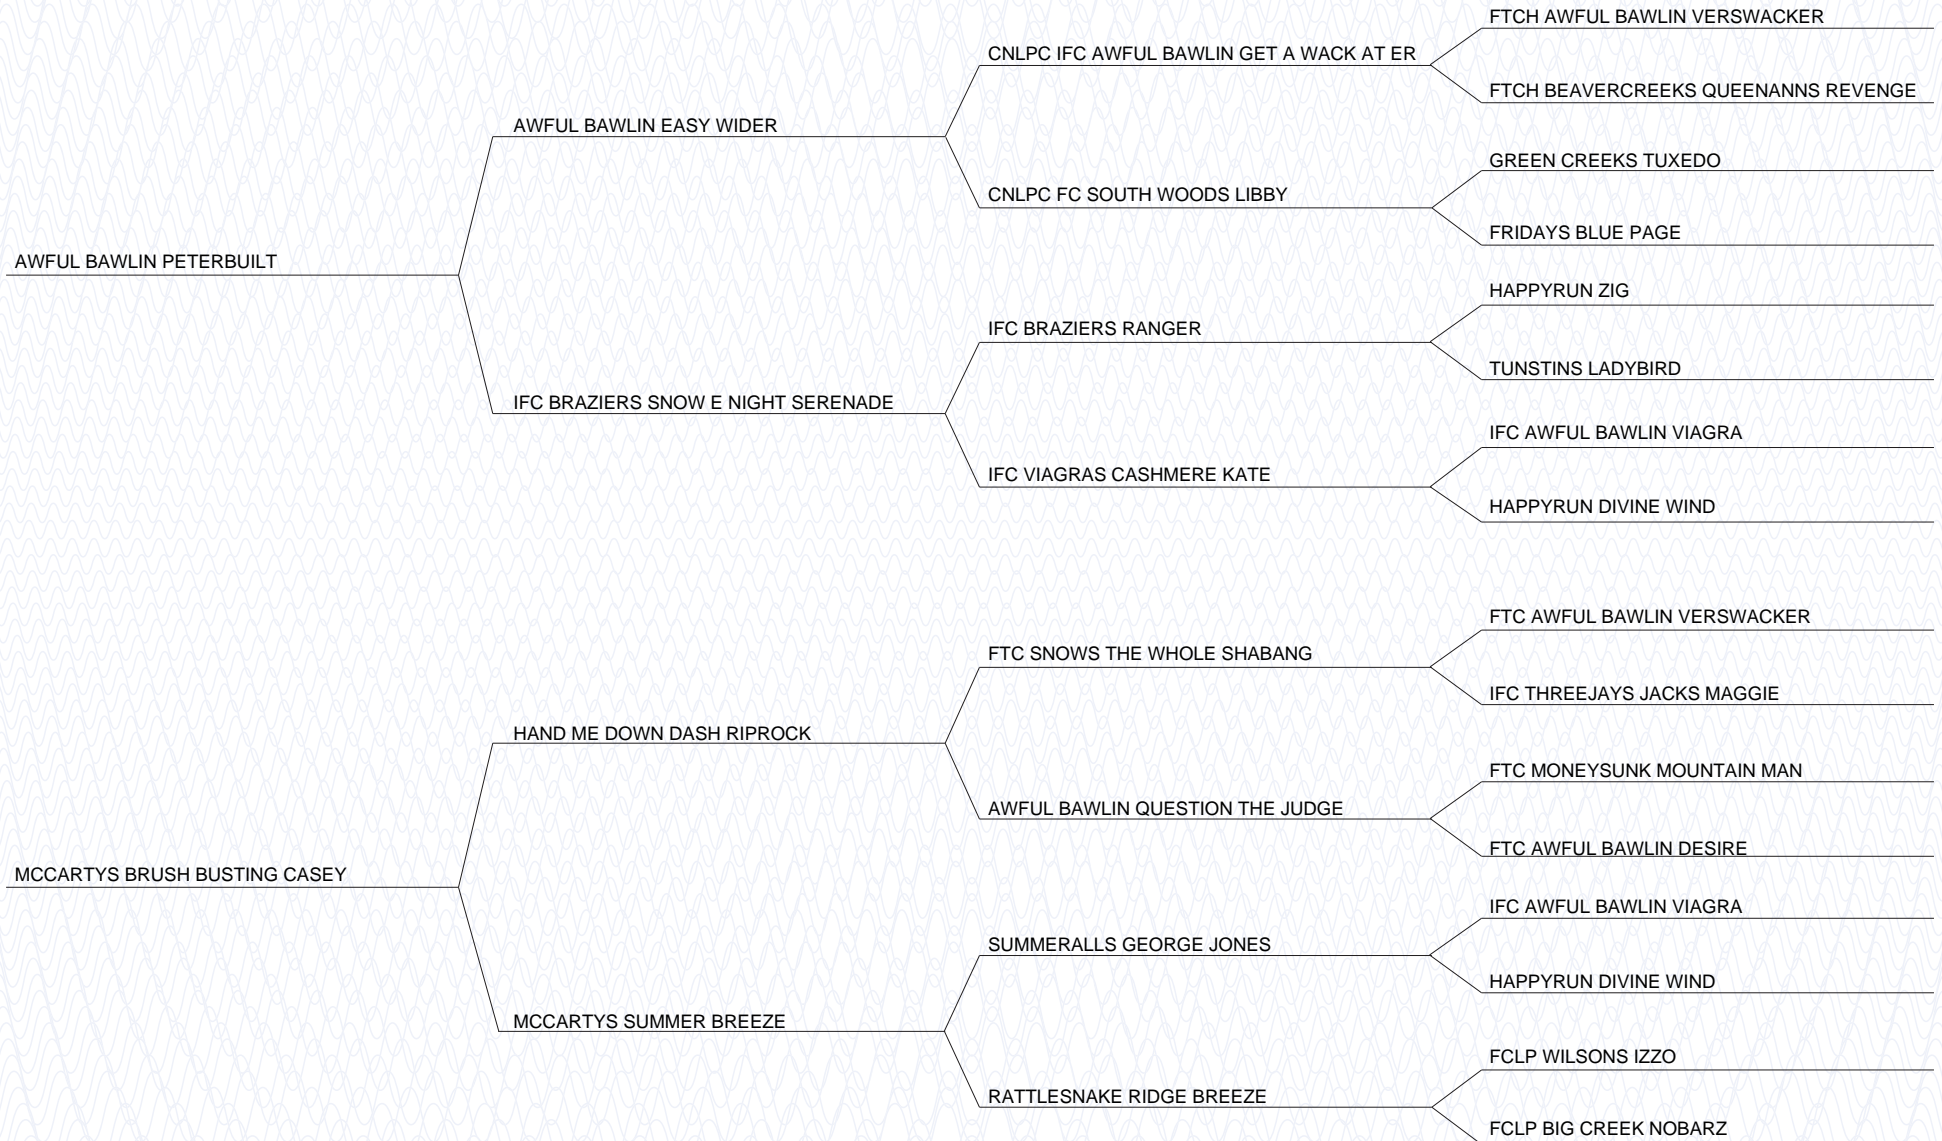 FTCH AWFUL BAWLIN VERSWACKER
CNLPC IFC AWFUL BAWLIN GET A WACK AT ER
FTCH BEAVERCREEKS QUEENANNS REVENGE
AWFUL BAWLIN EASY WIDER
GREEN CREEKS TUXEDO
CNLPC FC SOUTH WOODS LIBBY
FRIDAYS BLUE PAGE
AWFUL BAWLIN PETERBUILT
HAPPYRUN ZIG
IFC BRAZIERS RANGER
TUNSTINS LADYBIRD
IFC BRAZIERS SNOW E NIGHT SERENADE
IFC AWFUL BAWLIN VIAGRA
IFC VIAGRAS CASHMERE KATE
HAPPYRUN DIVINE WIND
FTC AWFUL BAWLIN VERSWACKER
FTC SNOWS THE WHOLE SHABANG
IFC THREEJAYS JACKS MAGGIE
HAND ME DOWN DASH RIPROCK
FTC MONEYSUNK MOUNTAIN MAN
AWFUL BAWLIN QUESTION THE JUDGE
FTC AWFUL BAWLIN DESIRE
MCCARTYS BRUSH BUSTING CASEY
IFC AWFUL BAWLIN VIAGRA
SUMMERALLS GEORGE JONES
HAPPYRUN DIVINE WIND
MCCARTYS SUMMER BREEZE
FCLP WILSONS IZZO
RATTLESNAKE RIDGE BREEZE
FCLP BIG CREEK NOBARZ